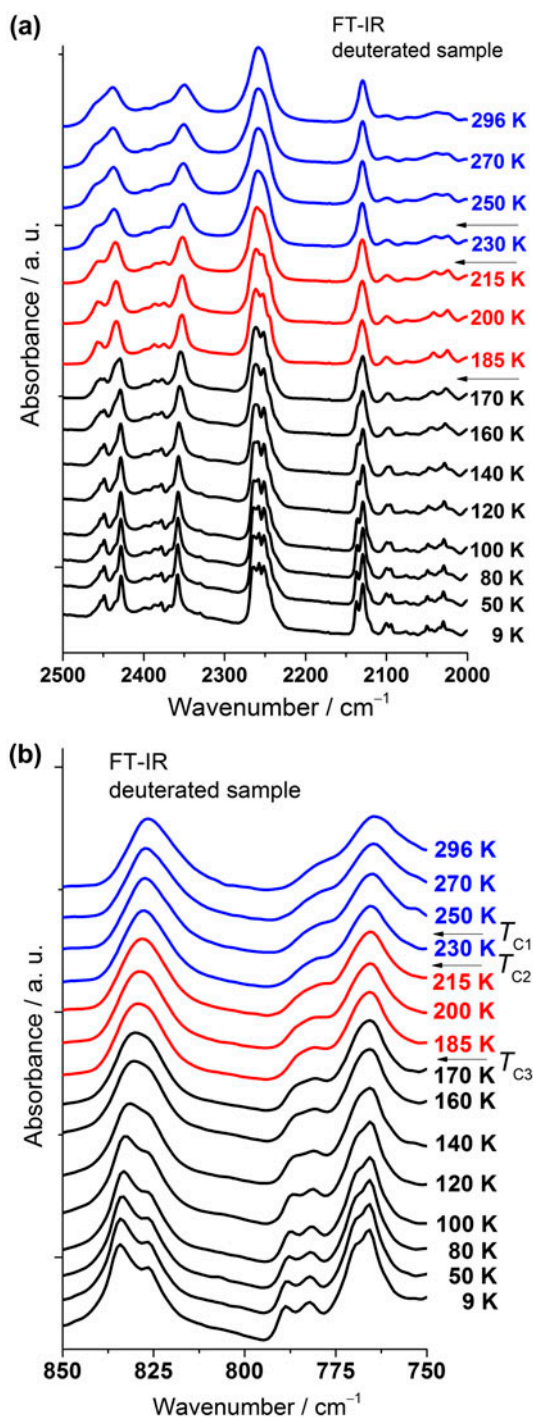 (a)
FT-IR
deuterated sample
296 K
270 K
250 K
230 K
215 K
200 K
185 K
170 K
160 K
140 K
120 K
100 K
80 K
50 K
9 K
Absorbance / a. u.
2500 2400 2300 2200 2100 2000
Wavenumber / cm⁻¹
(b)
FT-IR
deuterated sample
296 K
270 K
250 K
TC1
230 K
TC2
215 K
200 K
185 K
TC3
170 K
160 K
140 K
120 K
100 K
80 K
50 K
9 K
Absorbance / a. u.
850 825 800 775 750
Wavenumber / cm⁻¹